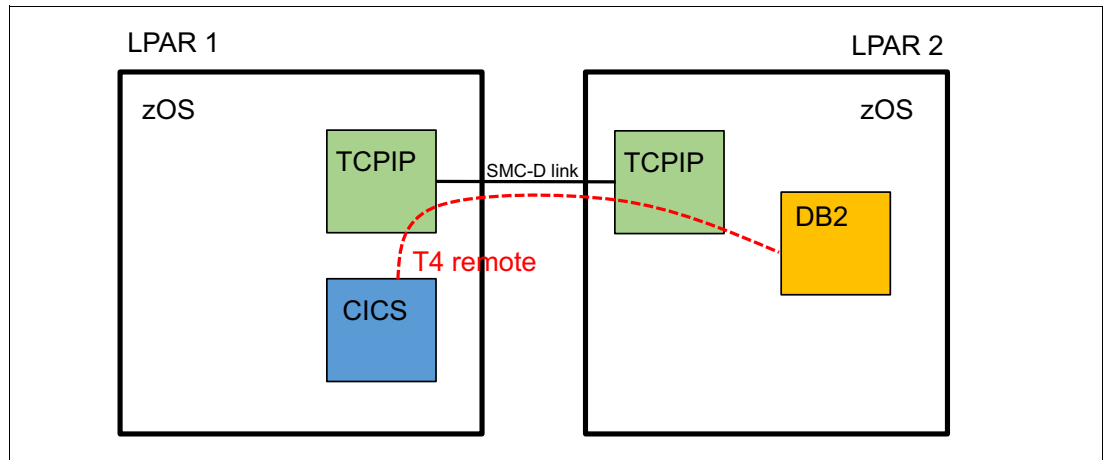 LPAR 1
LPAR 2
zOS
zOS
TCPIP
SMC-D link
TCPIP
DB2
T4 remote
CICS